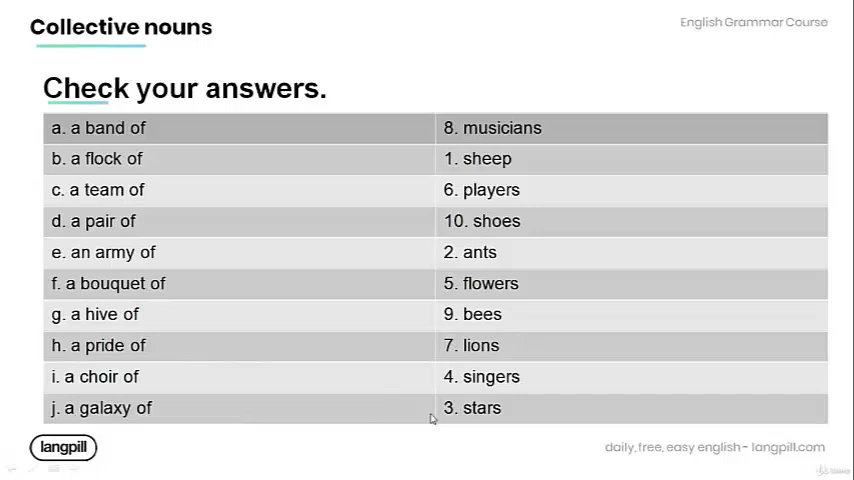 Collective nouns
English Grammar Course
Check your answers.
a. a band of 8. musicians
b. a flock of 1. sheep
c. a team of 6. players
d. a pair of 10. shoes
e. an army of 2. ants
f. a bouquet of 5. flowers
g. a hive of 9. bees
h. a pride of 7. lions
i. a choir of 4. singers
j. a galaxy of 3. stars
langpill
daily, free, easy english - langpill.com